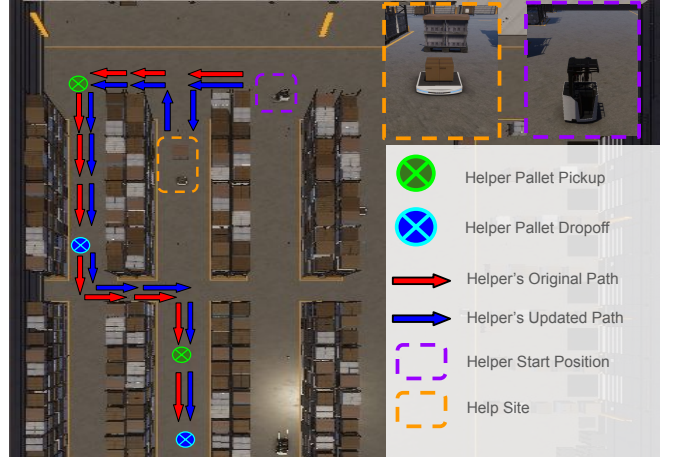 Helper Pallet Pickup
Helper Pallet Dropoff
Helper's Original Path
Helper's Updated Path
Helper Start Position
Help Site